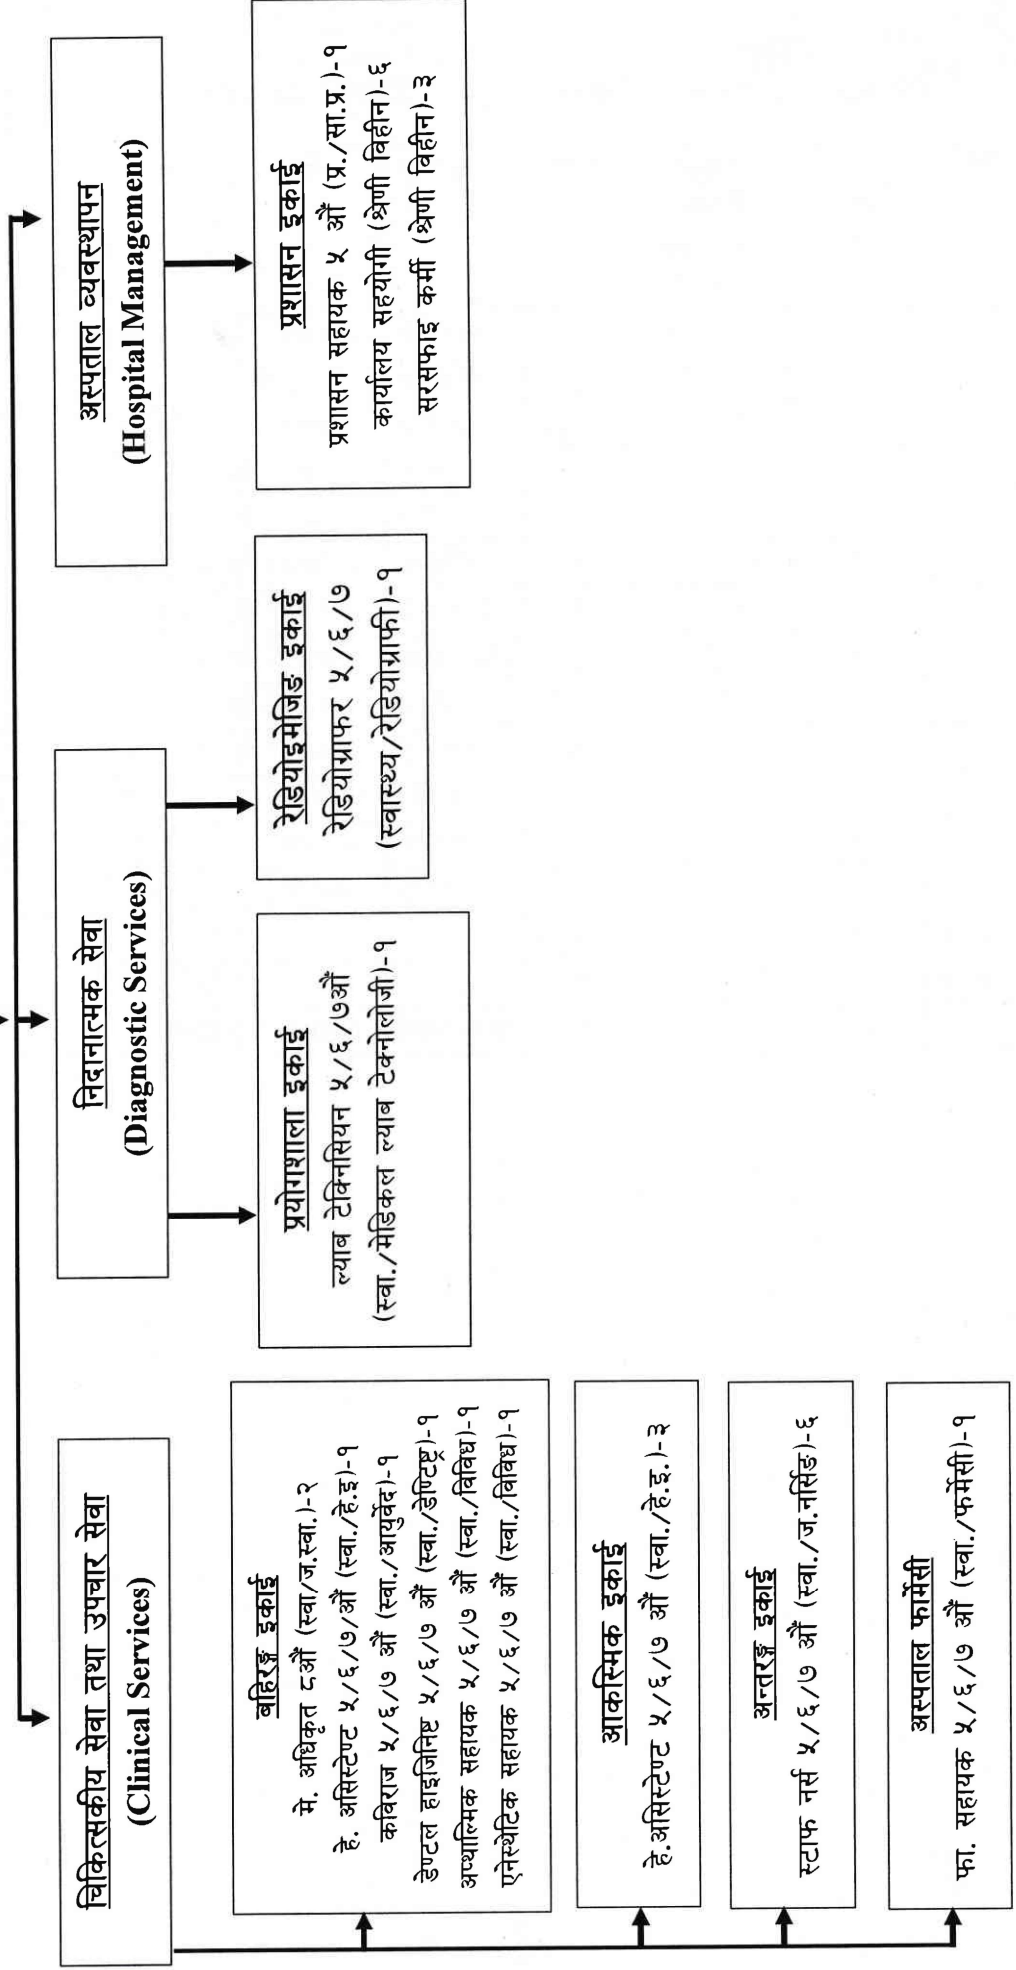 चिकित्सकीय सेवा तथा उपचार सेवा
(Clinical Services)
बहिरङ्ग इकाई
मे. अधिकृत ८औं (स्वा/ज.स्वा.)-२
हे. असिस्टेण्ट ५/६/७/औं (स्वा./हे.इ)-१
कविराज ५/६/७ औं (स्वा./आयुर्वेद)-१
डेण्टल हाइजिनिष्ट ५/६/७ औं (स्वा./डेण्टिष्ट्र)-१
अप्थाल्मिक सहायक ५/६/७ औं (स्वा./विविध)-१
एनेस्थेटिक सहायक ५/६/७ औं (स्वा./विविध)-१
आकस्मिक इकाई
हे.असिस्टेण्ट ५/६/७ औं (स्वा./हे.इ.)-३
अन्तरङ्ग इकाई
स्टाफ नर्स ५/६/७ औं (स्वा./ज.नर्सिङ)-६
अस्पताल फार्मेसी
फा. सहायक ५/६/७ औं (स्वा./फर्मेसी)-१
निदानात्मक सेवा
(Diagnostic Services)
प्रयोगशाला इकाई
ल्याब टेक्निसियन ५/६/७औं
(स्वा./मेडिकल ल्याब टेक्नोलोजी)-१
रेडियोइमेजिङ इकाई
रेडियोग्राफर ५/६/७
(स्वास्थ्य/रेडियोग्राफी)-१
अस्पताल व्यवस्थापन
(Hospital Management)
प्रशासन इकाई
प्रशासन सहायक ५ औं (प्र./सा.प्र.)-१
कार्यालय सहयोगी (श्रेणी विहीन)-६
सरसफाइ कर्मी (श्रेणी विहीन)-३